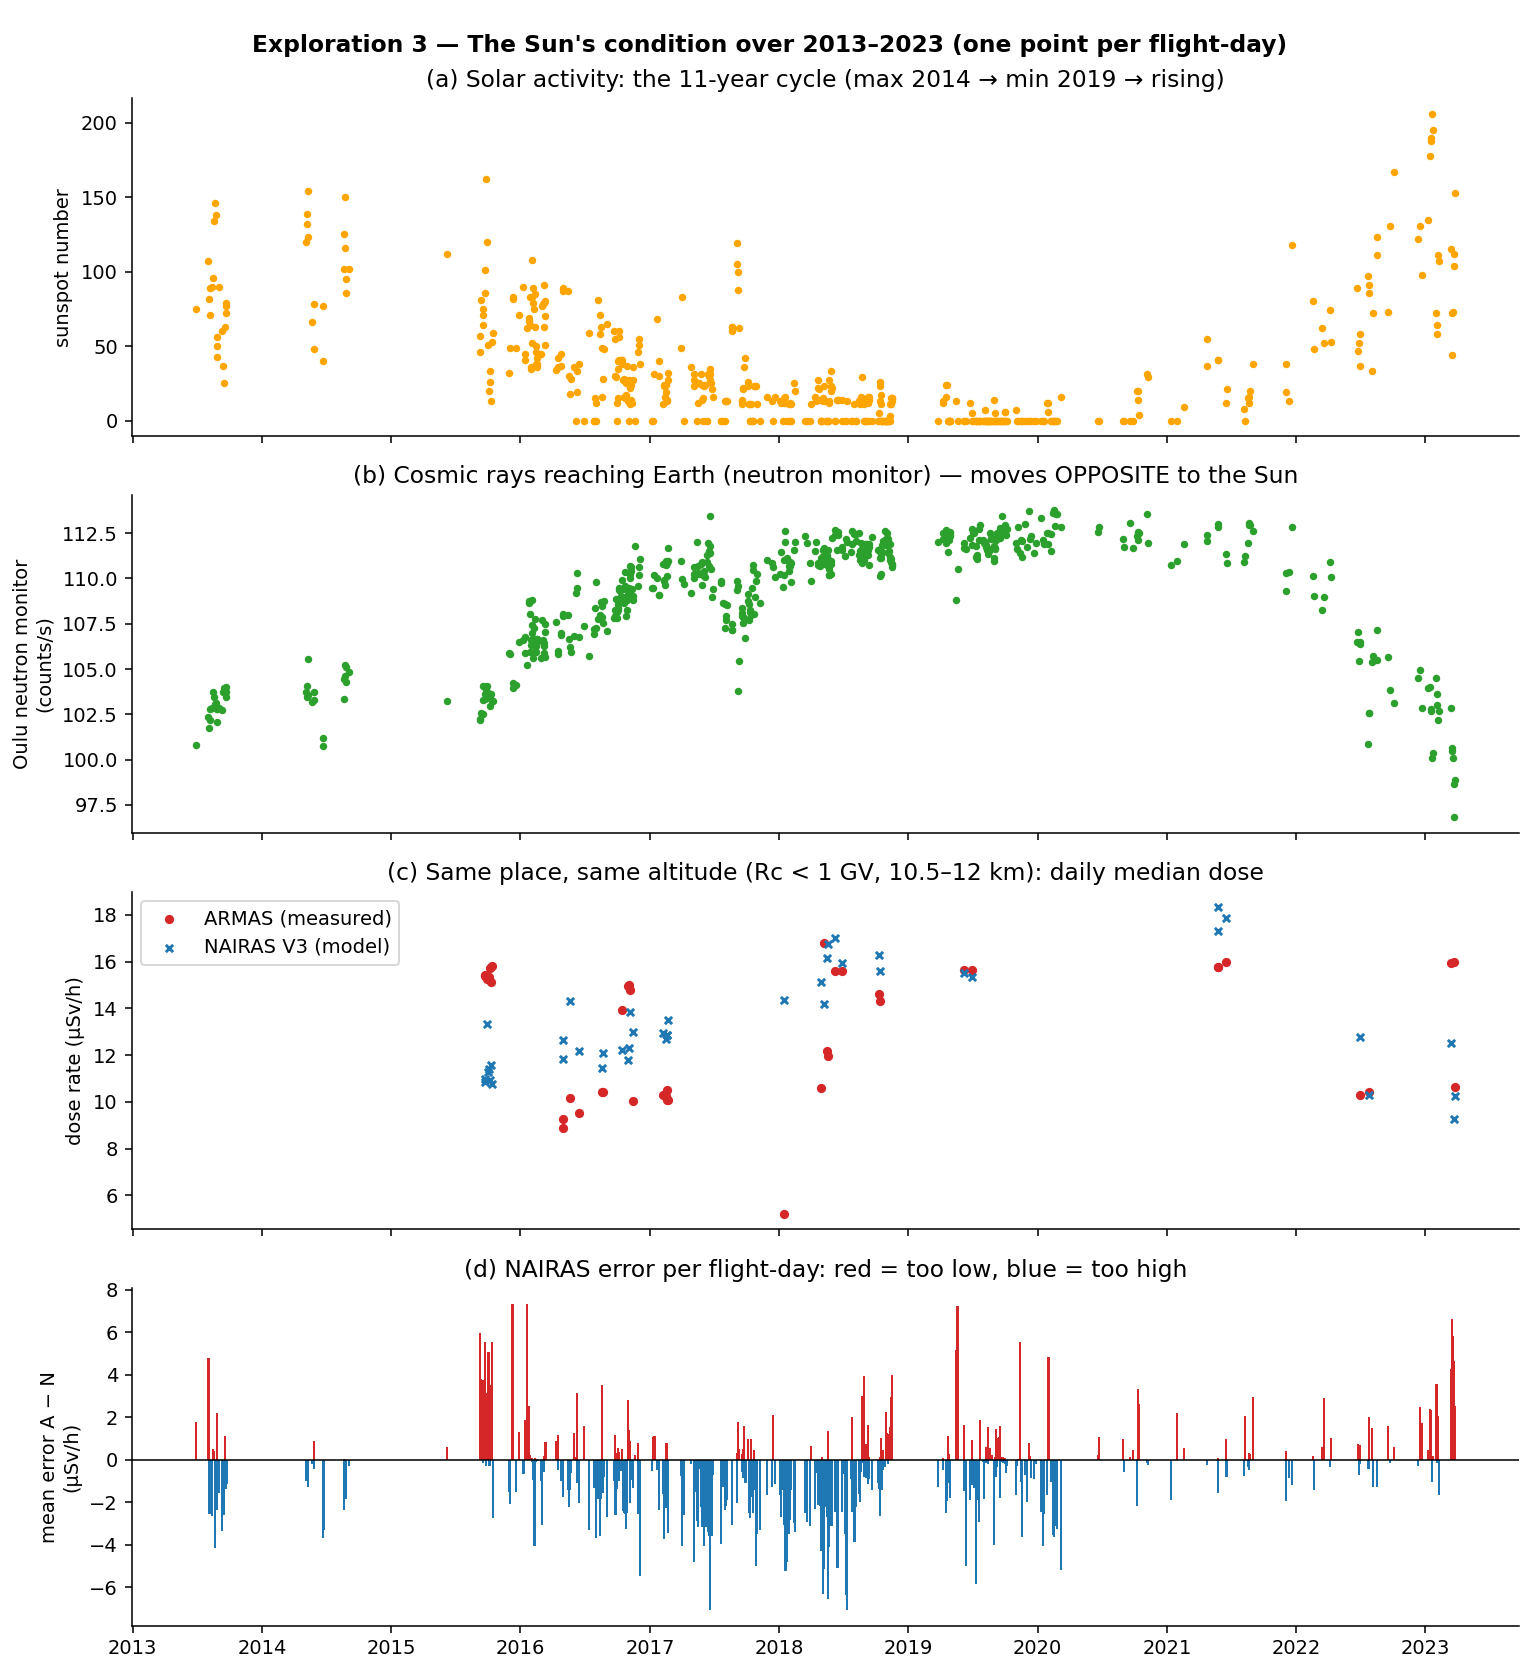 Exploration 3 — The Sun's condition over 2013–2023 (one point per flight-day)
(a) Solar activity: the 11-year cycle (max 2014 → min 2019 → rising)
sunspot number
200
150
100
50
0
(b) Cosmic rays reaching Earth (neutron monitor) — moves OPPOSITE to the Sun
Oulu neutron monitor
(counts/s)
112.5
110.0
107.5
105.0
102.5
100.0
97.5
(c) Same place, same altitude (Rc < 1 GV, 10.5–12 km): daily median dose
ARMAS (measured)
NAIRAS V3 (model)
dose rate (µSv/h)
18
16
14
12
10
8
6
(d) NAIRAS error per flight-day: red = too low, blue = too high
mean error A − N
(µSv/h)
8
6
4
2
0
−2
−4
−6
2013 2014 2015 2016 2017 2018 2019 2020 2021 2022 2023